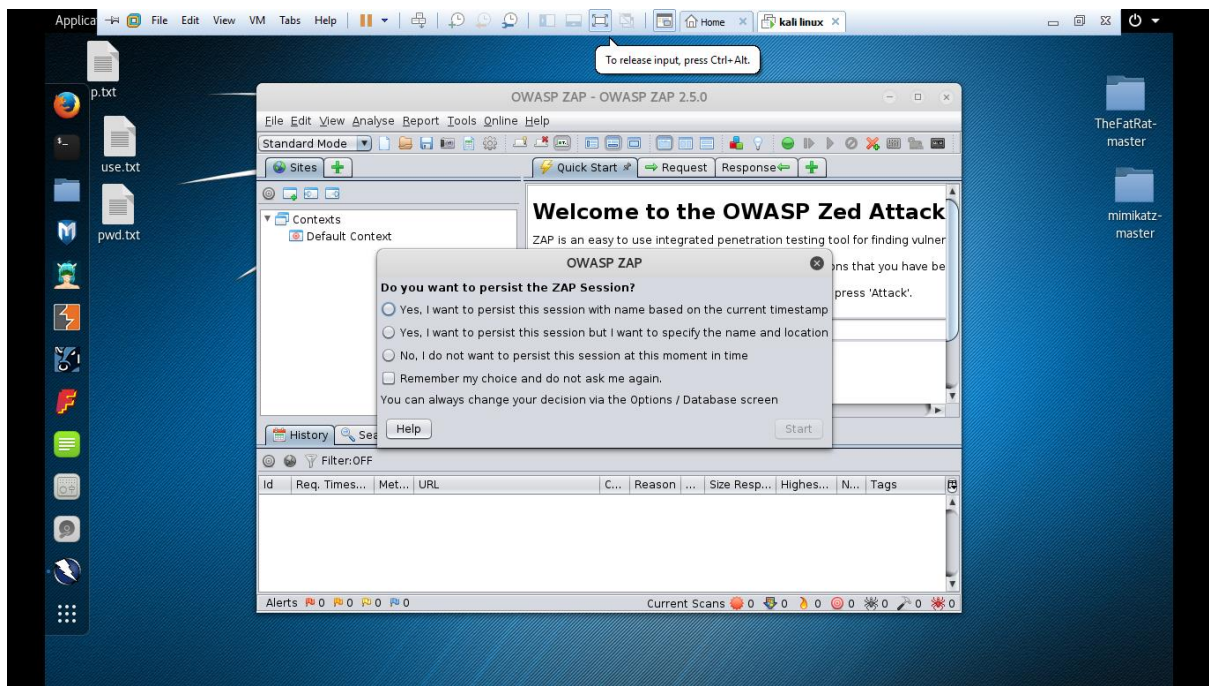 Applica File Edit View VM Tabs Help Home kali linux
To release input, press Ctrl+Alt.
p.txt
use.txt
pwd.txt
TheFatRat-
master
mimikatz-
master
OWASP ZAP - OWASP ZAP 2.5.0
File Edit View Analyse Report Tools Online Help
Standard Mode
Sites Quick Start Request Response
Contexts
Default Context
Welcome to the OWASP Zed Attack
ZAP is an easy to use integrated penetration testing tool for finding vulner
ons that you have be
press 'Attack'.
OWASP ZAP
Do you want to persist the ZAP Session?
Yes, I want to persist this session with name based on the current timestamp
Yes, I want to persist this session but I want to specify the name and location
No, I do not want to persist this session at this moment in time
Remember my choice and do not ask me again.
You can always change your decision via the Options / Database screen
Help Start
History Sea
Filter:OFF
Id Req. Times... Met... URL C... Reason ... Size Resp... Highes... N... Tags
Alerts 0 0 0 0 Current Scans 0 0 0 0 0 0 0